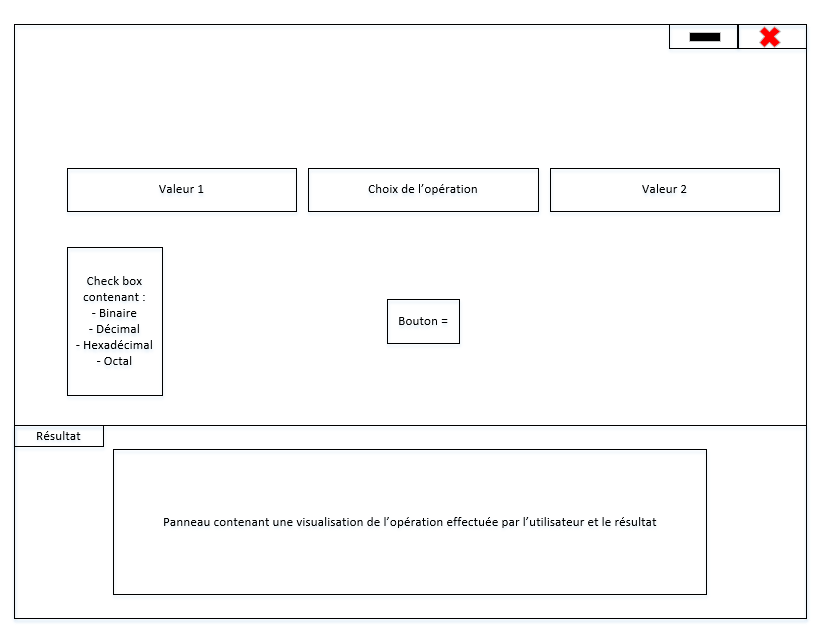 Valeur 1
Choix de l’opération
Valeur 2
Check box
contenant :
- Binaire
- Décimal
- Hexadécimal
- Octal
Bouton =
Résultat
Panneau contenant une visualisation de l’opération effectuée par l’utilisateur et le résultat